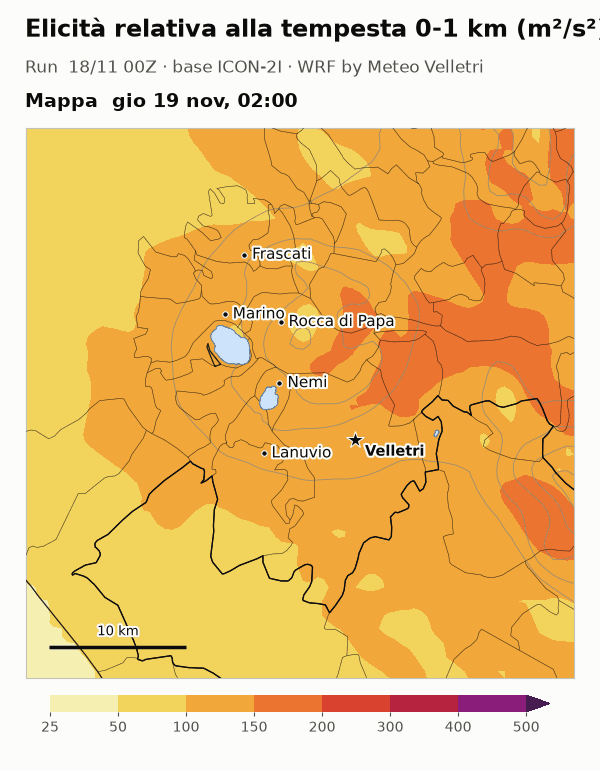 Elicità relativa alla tempesta 0-1 km (m²/s²)
Run 18/11 00Z · base ICON-2I · WRF by Meteo Velletri
Mappa gio 19 nov, 02:00
Frascati
Marino
Rocca di Papa
Nemi
Lanuvio
Velletri
10 km
25 50 100 150 200 300 400 500